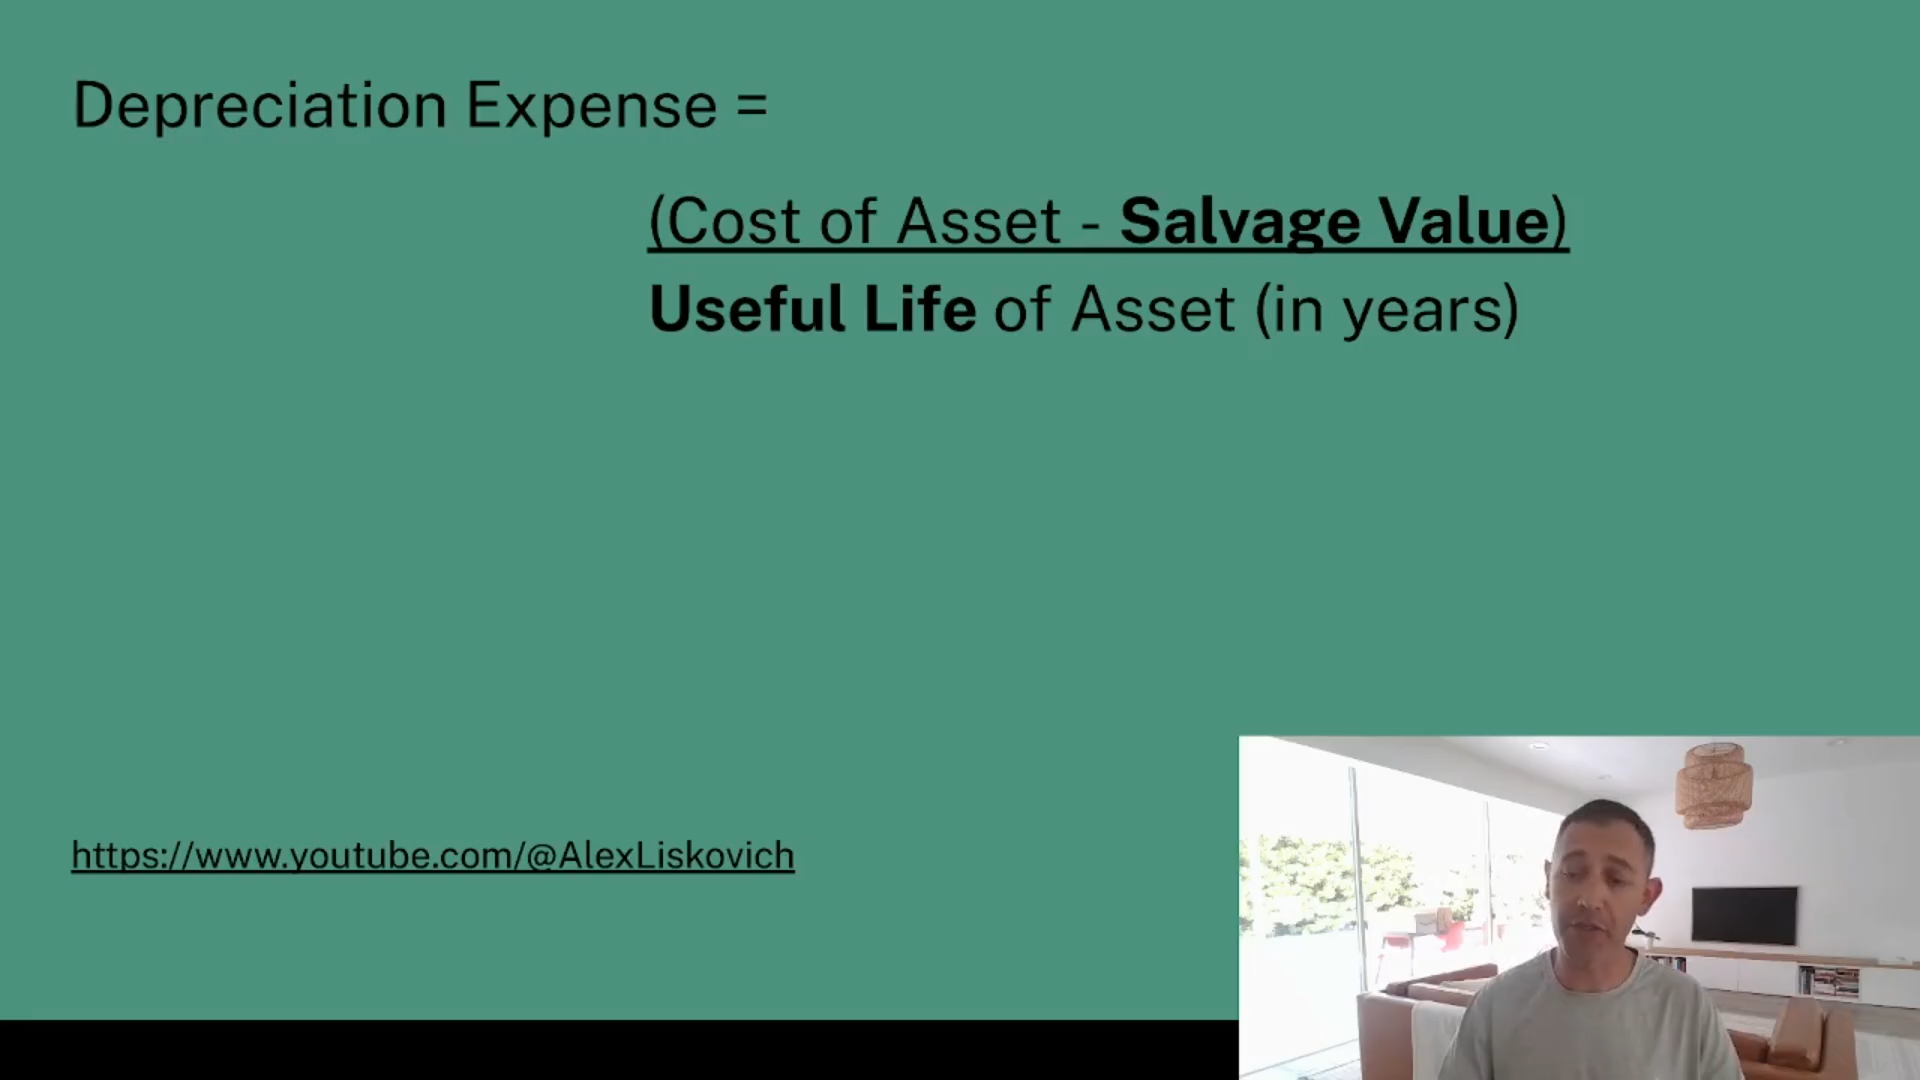 Depreciation Expense =
(Cost of Asset - Salvage Value)
Useful Life of Asset (in years)
https://www.youtube.com/@AlexLiskovich